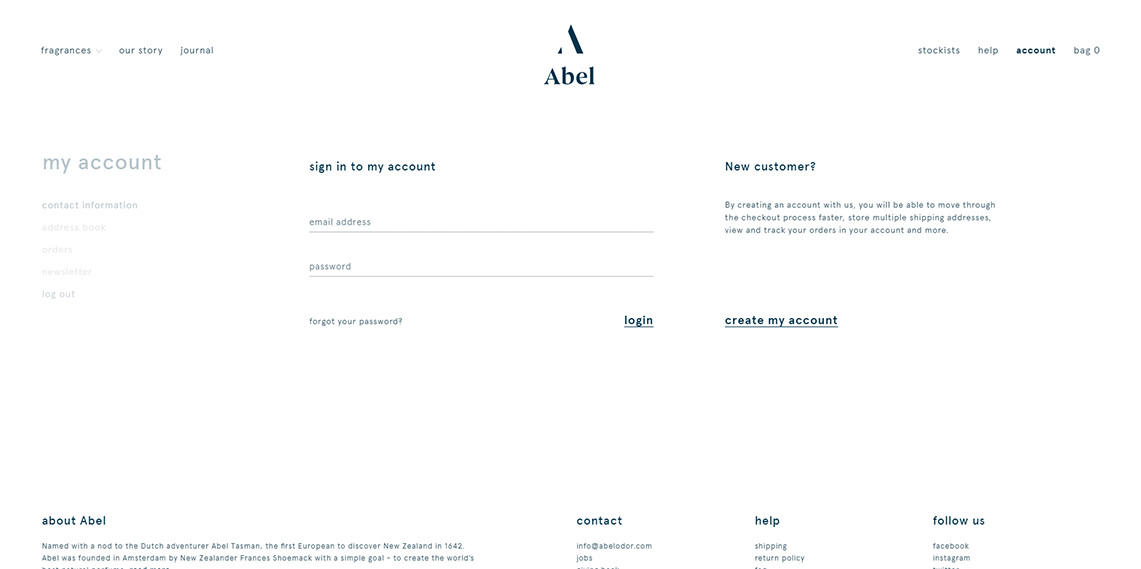 fragrances
our story
journal
Abel
stockists
help
account
bag 0
my account
contact information
address book
orders
newsletter
log out
sign in to my account
email address
password
forgot your password?
login
New customer?
By creating an account with us, you will be able to move through
the checkout process faster, store multiple shipping addresses,
view and track your orders in your account and more.
create my account
about Abel
Named with a nod to the Dutch adventurer Abel Tasman, the first European to discover New Zealand in 1642.
Abel was founded in Amsterdam by New Zealander Frances Shoemack with a simple goal - to create the world's
contact
info@abelodor.com
jobs
help
shipping
return policy
follow us
facebook
instagram